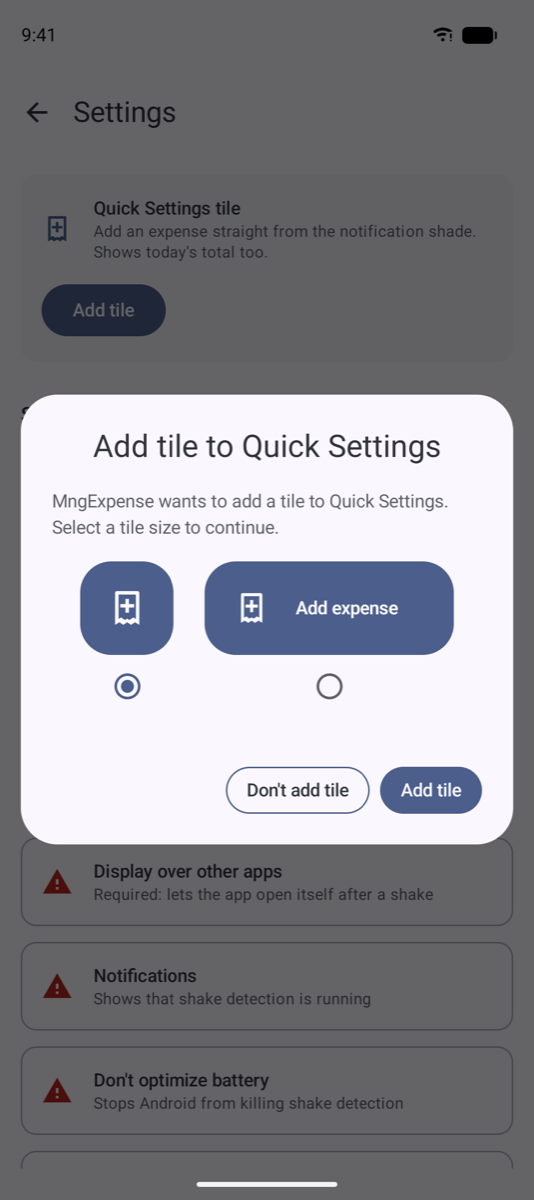 9:41
Settings
Quick Settings tile
Add an expense straight from the notification shade.
Shows today's total too.
Add tile
Add tile to Quick Settings
MngExpense wants to add a tile to Quick Settings.
Select a tile size to continue.
Add expense
Don't add tile
Add tile
Display over other apps
Required: lets the app open itself after a shake
Notifications
Shows that shake detection is running
Don't optimize battery
Stops Android from killing shake detection